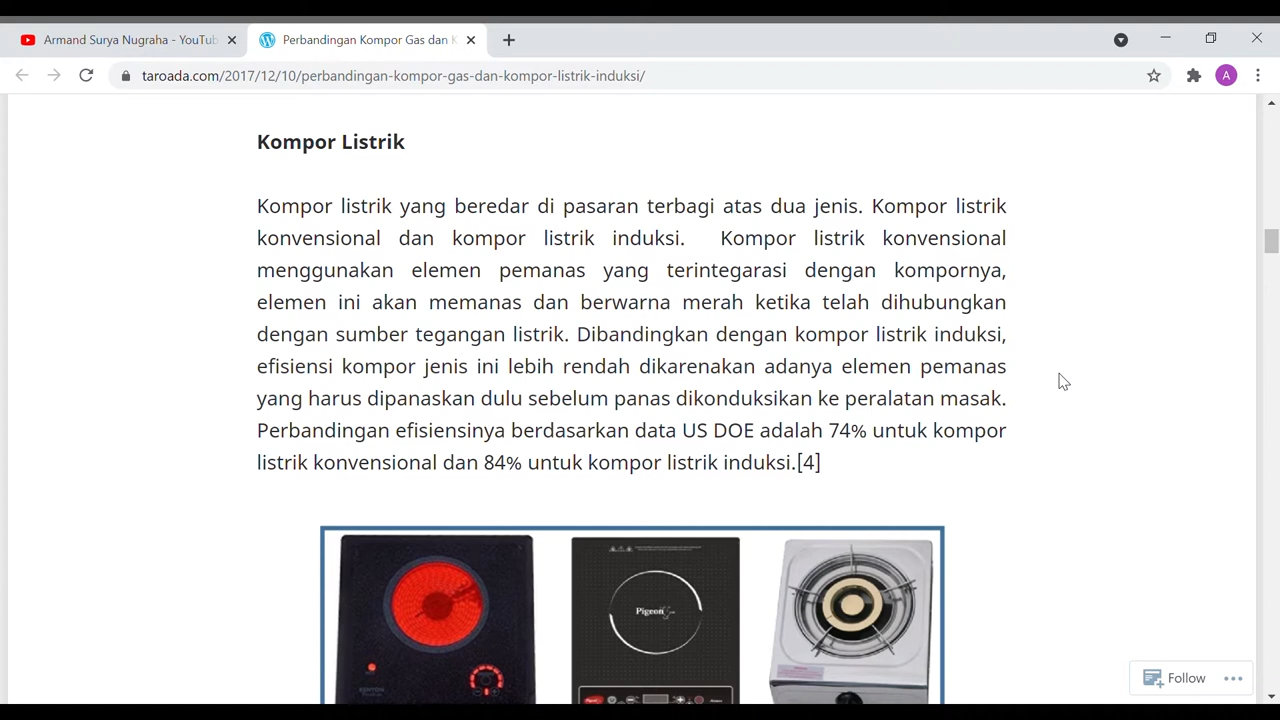 Armand Surya Nugraha - YouTub
Perbandingan Kompor Gas dan K
taroada.com/2017/12/10/perbandingan-kompor-gas-dan-kompor-listrik-induksi/
A
Kompor Listrik
Kompor listrik yang beredar di pasaran terbagi atas dua jenis. Kompor listrik
konvensional dan kompor listrik induksi. Kompor listrik konvensional
menggunakan elemen pemanas yang terintegarasi dengan kompornya,
elemen ini akan memanas dan berwarna merah ketika telah dihubungkan
dengan sumber tegangan listrik. Dibandingkan dengan kompor listrik induksi,
efisiensi kompor jenis ini lebih rendah dikarenakan adanya elemen pemanas
yang harus dipanaskan dulu sebelum panas dikonduksikan ke peralatan masak.
Perbandingan efisiensinya berdasarkan data US DOE adalah 74% untuk kompor
listrik konvensional dan 84% untuk kompor listrik induksi.[4]
Pigeon
Follow